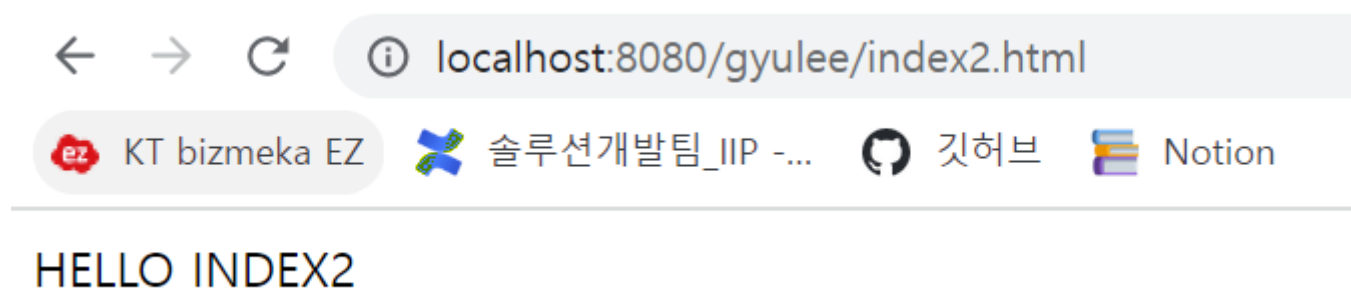 localhost:8080/gyulee/index2.html
ez KT bizmeka EZ 솔루션개발팀_IIP -... 깃허브 Notion
HELLO INDEX2